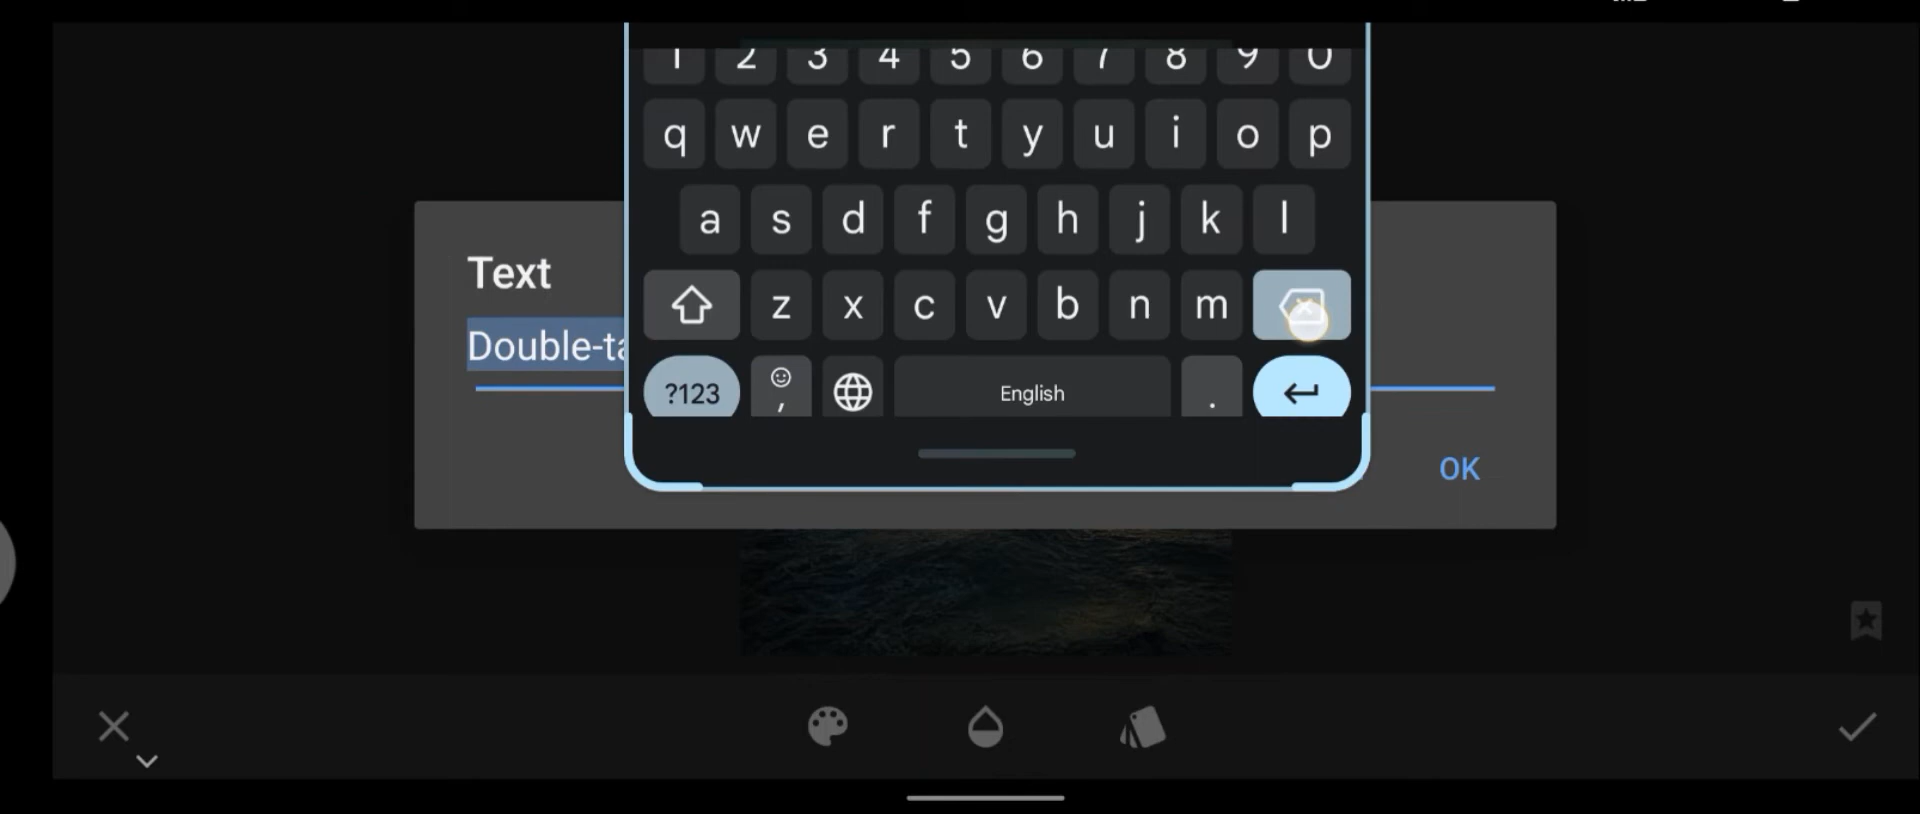 1 2 3 4 5 6 7 8 9 0
q w e r t y u i o p
a s d f g h j k l
Text
z x c v b n m
Double-ta
?123 , English .
OK